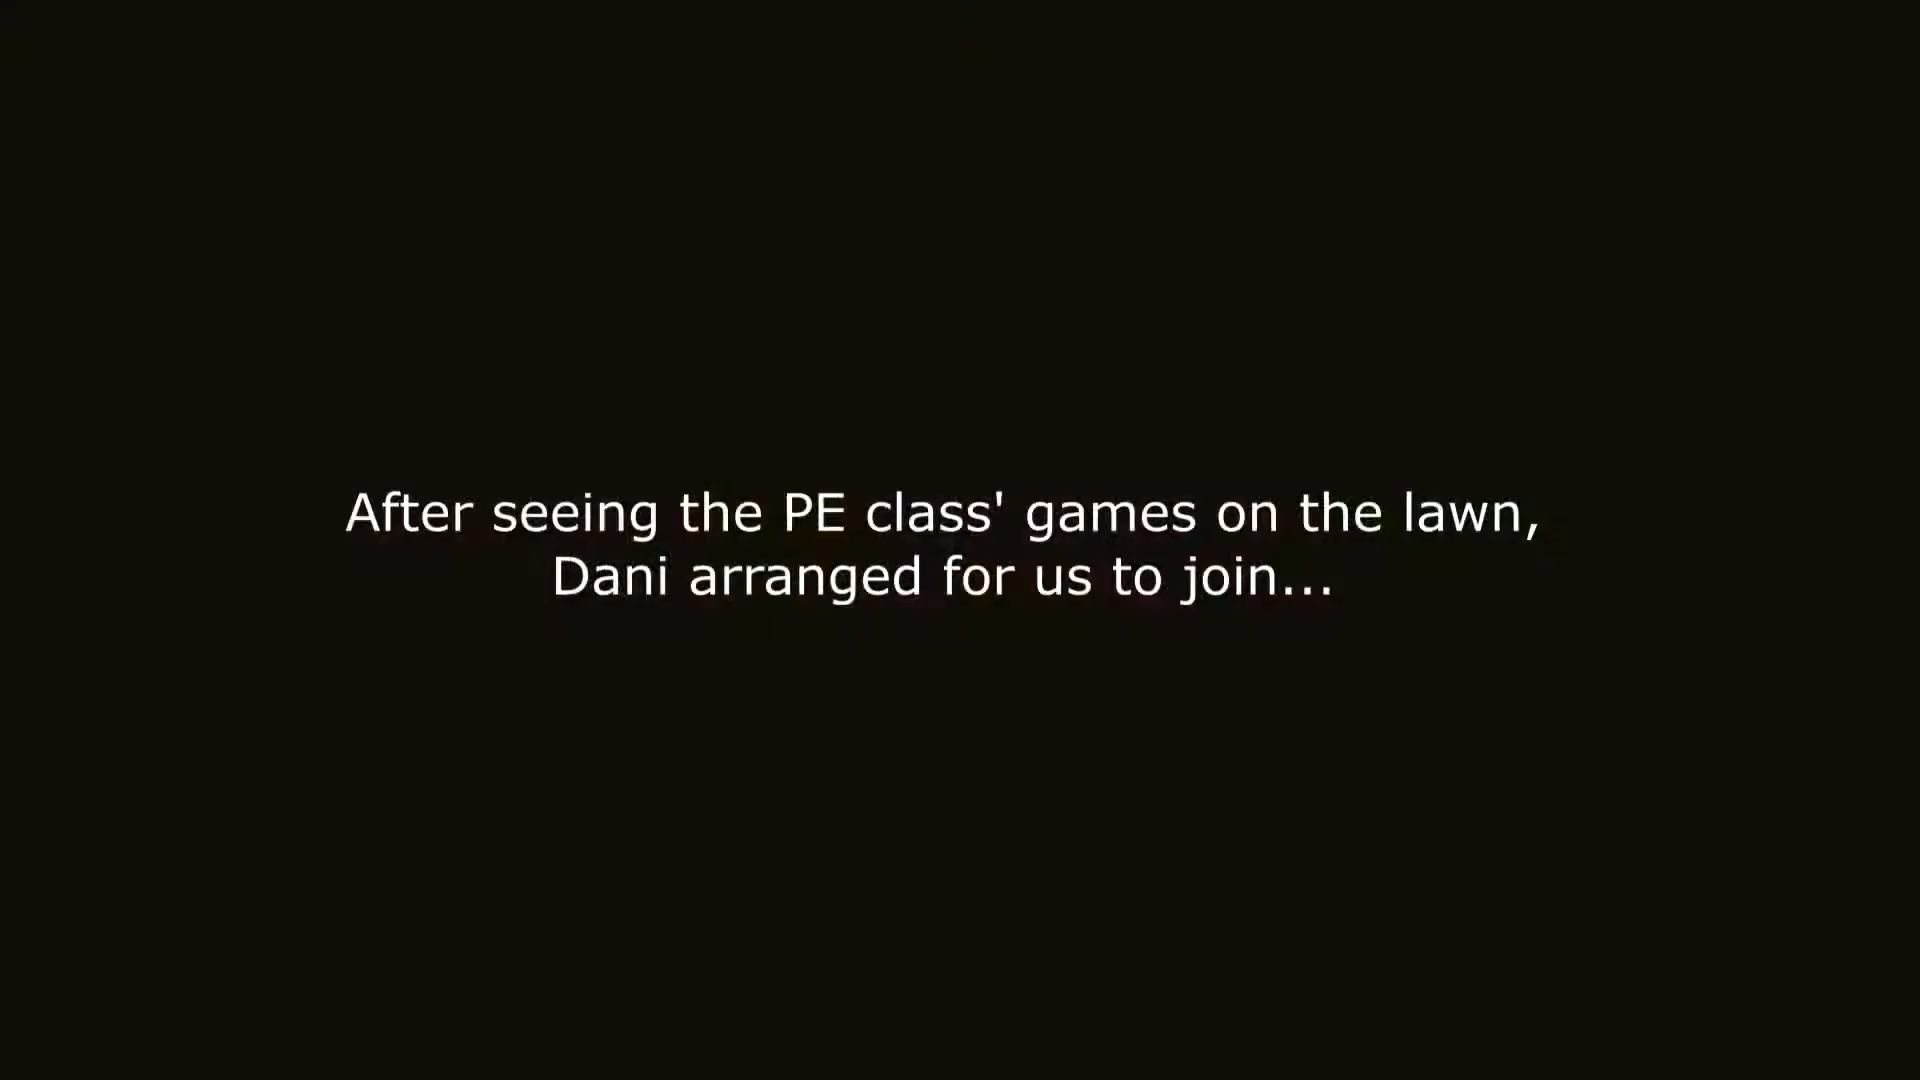 After seeing the PE class' games on the lawn,
Dani arranged for us to join...